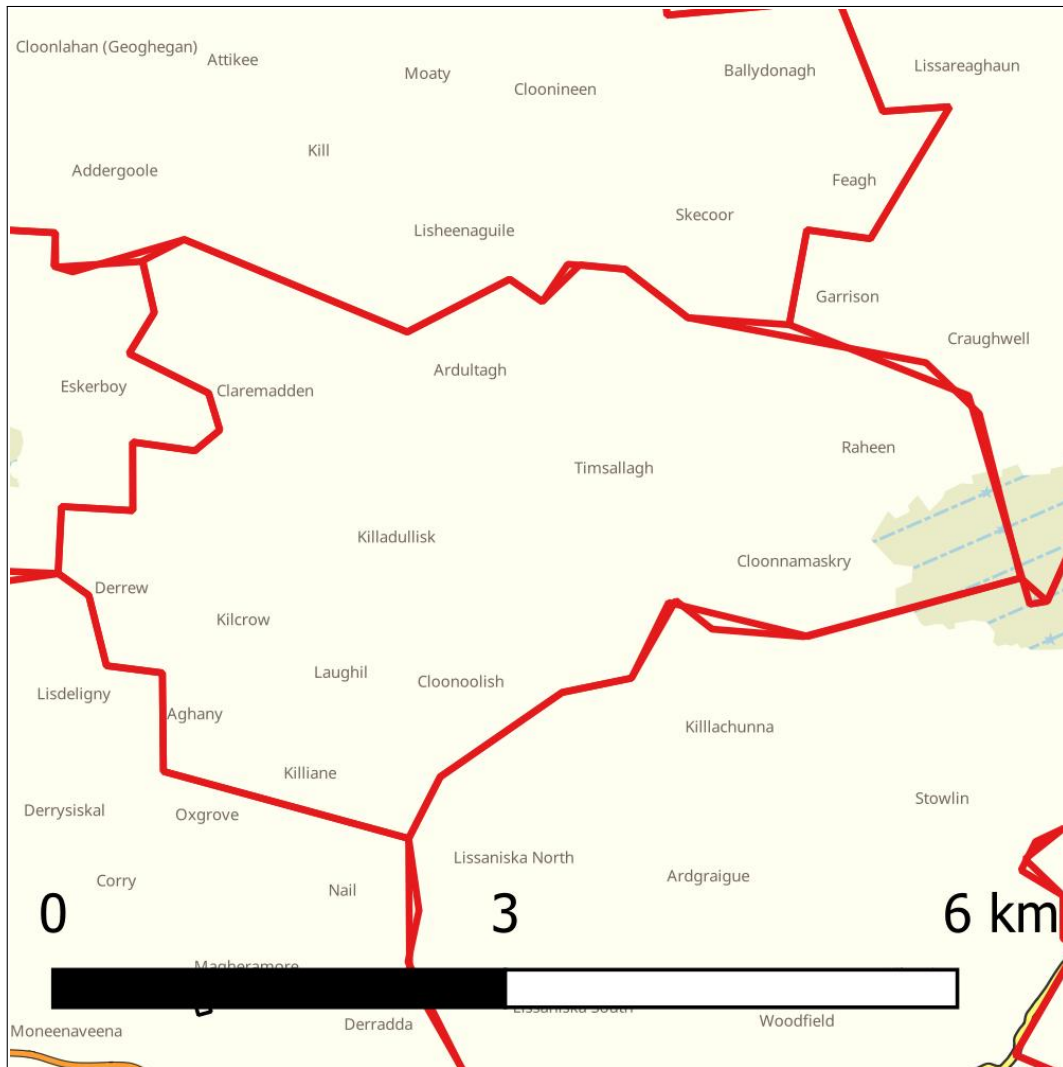 Cloonlahan (Geoghegan)
Attikee
Moaty
Cloonineen
Ballydonagh
Lissareaghaun
Addergoole
Kill
Feagh
Lisheenaguile
Skecoor
Garrison
Craughwell
Eskerboy
Claremadden
Ardultagh
Raheen
Timsallagh
Killadullisk
Cloonnamaskry
Derrew
Kilcrow
Laughil
Cloonoolish
Lisdeligny
Aghany
Killlachunna
Killiane
Derrysiskal
Oxgrove
Stowlin
Lissaniska North
Ardgraigue
Corry
Nail
0 3 6 km
Magheramore
Lissaniska South
Moneenaveena
Derradda
Woodfield